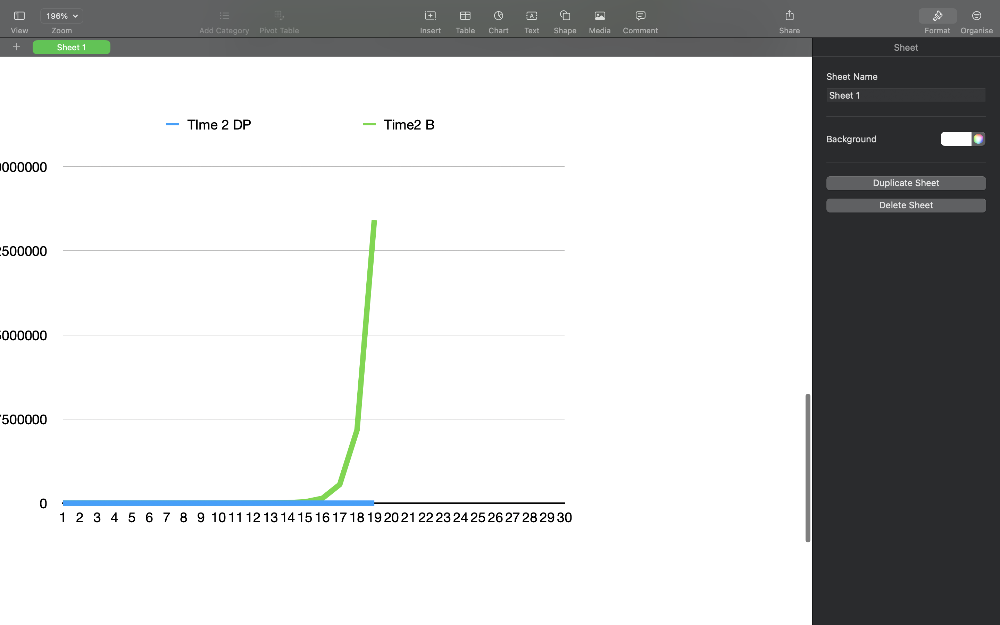 196%
View Zoom Add Category Pivot Table Insert Table Chart Text Shape Media Comment Share Format Organise
Sheet 1
Sheet
Sheet Name
Sheet 1
Background
Duplicate Sheet
Delete Sheet
TIme 2 DP Time2 B
0000000
2500000
5000000
7500000
0
1 2 3 4 5 6 7 8 9 10 11 12 13 14 15 16 17 18 19 20 21 22 23 24 25 26 27 28 29 30